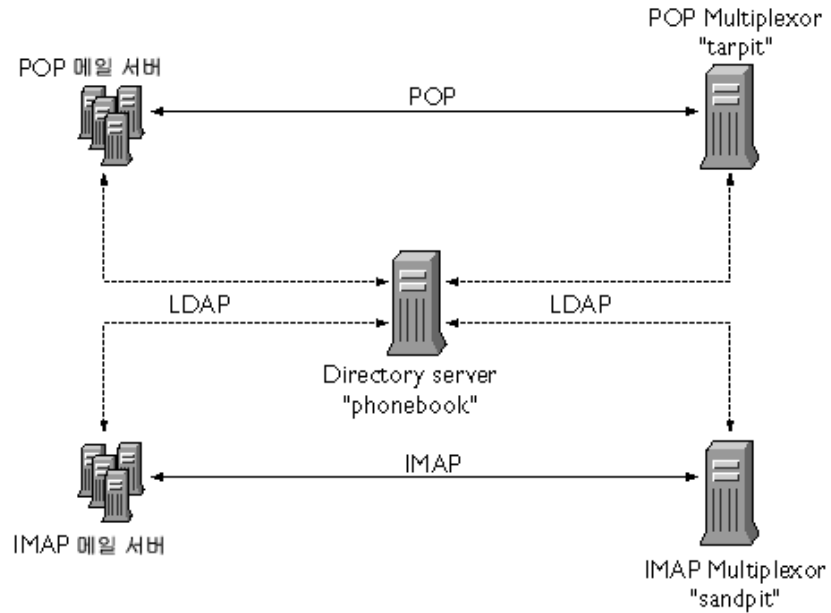 POP Multiplexor
"tarpit"
POP 메일 서버
POP
LDAP
LDAP
Directory server
"phonebook"
IMAP
IMAP 메일 서버
IMAP Multiplexor
"sandpit"